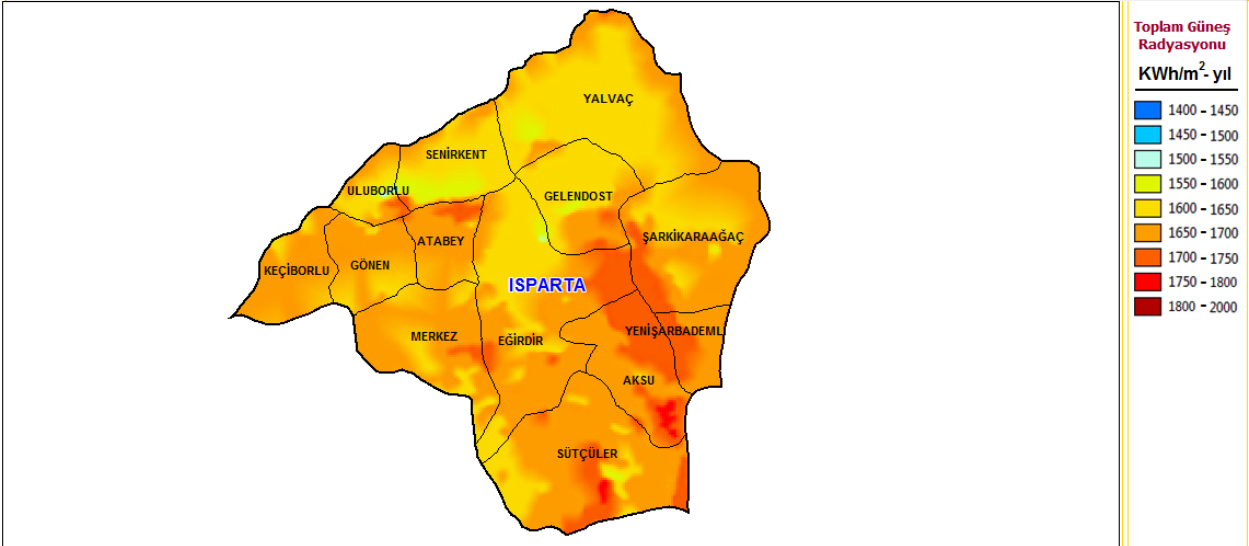 YALVAÇ
SENİRKENT
ULUBORLU
GELENDOST
ŞARKİKARAAĞAÇ
ATABEY
KEÇİBORLU
GÖNEN
ISPARTA
MERKEZ
EĞİRDİR
YENİŞARBADEMLİ
AKSU
SÜTÇÜLER
Toplam Güneş
Radyasyonu
KWh/m²- yıl
1400 - 1450
1450 - 1500
1500 - 1550
1550 - 1600
1600 - 1650
1650 - 1700
1700 - 1750
1750 - 1800
1800 - 2000